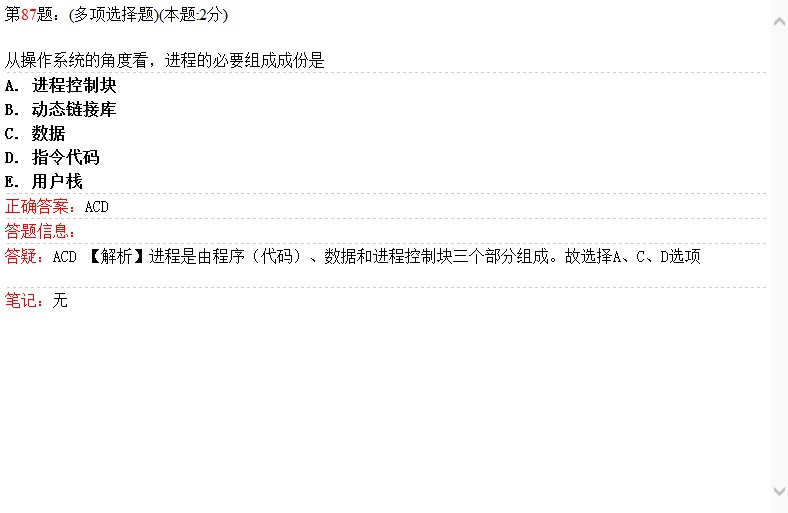 第87题：(多项选择题)(本题:2分)
从操作系统的角度看，进程的必要组成成份是
A. 进程控制块
B. 动态链接库
C. 数据
D. 指令代码
E. 用户栈
正确答案：ACD
答题信息：
答疑：ACD 【解析】进程是由程序（代码）、数据和进程控制块三个部分组成。故选择A、C、D选项
笔记：无